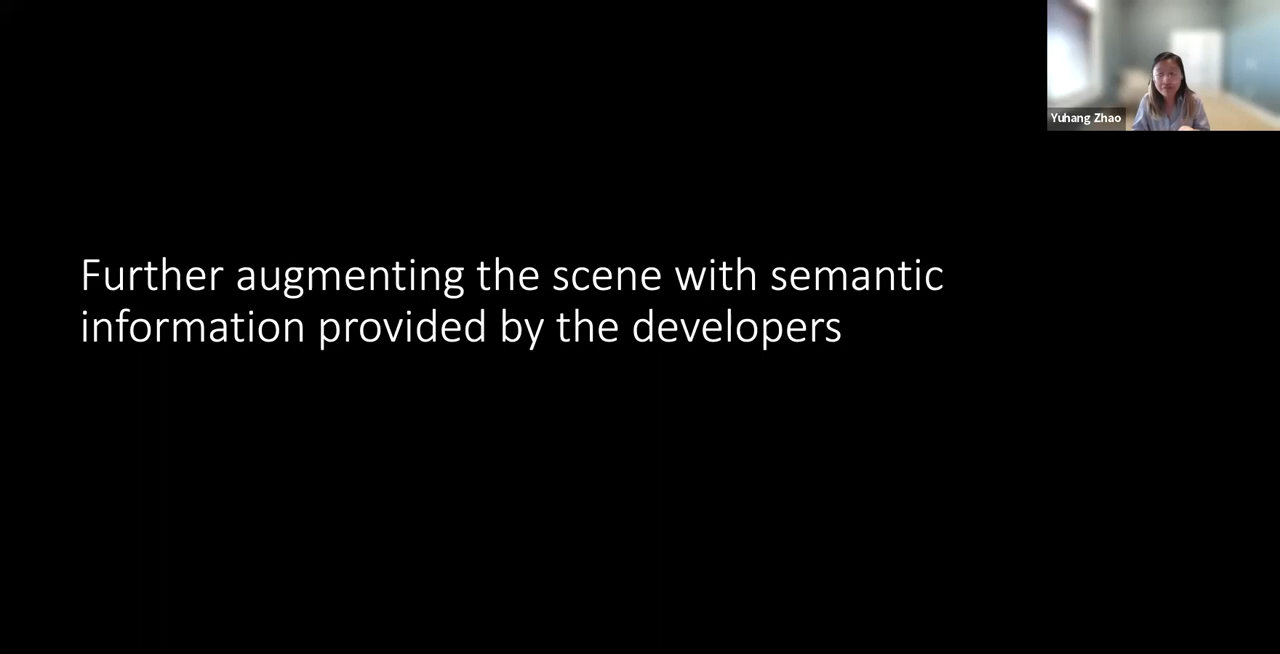 Yuhang Zhao
Further augmenting the scene with semantic
information provided by the developers